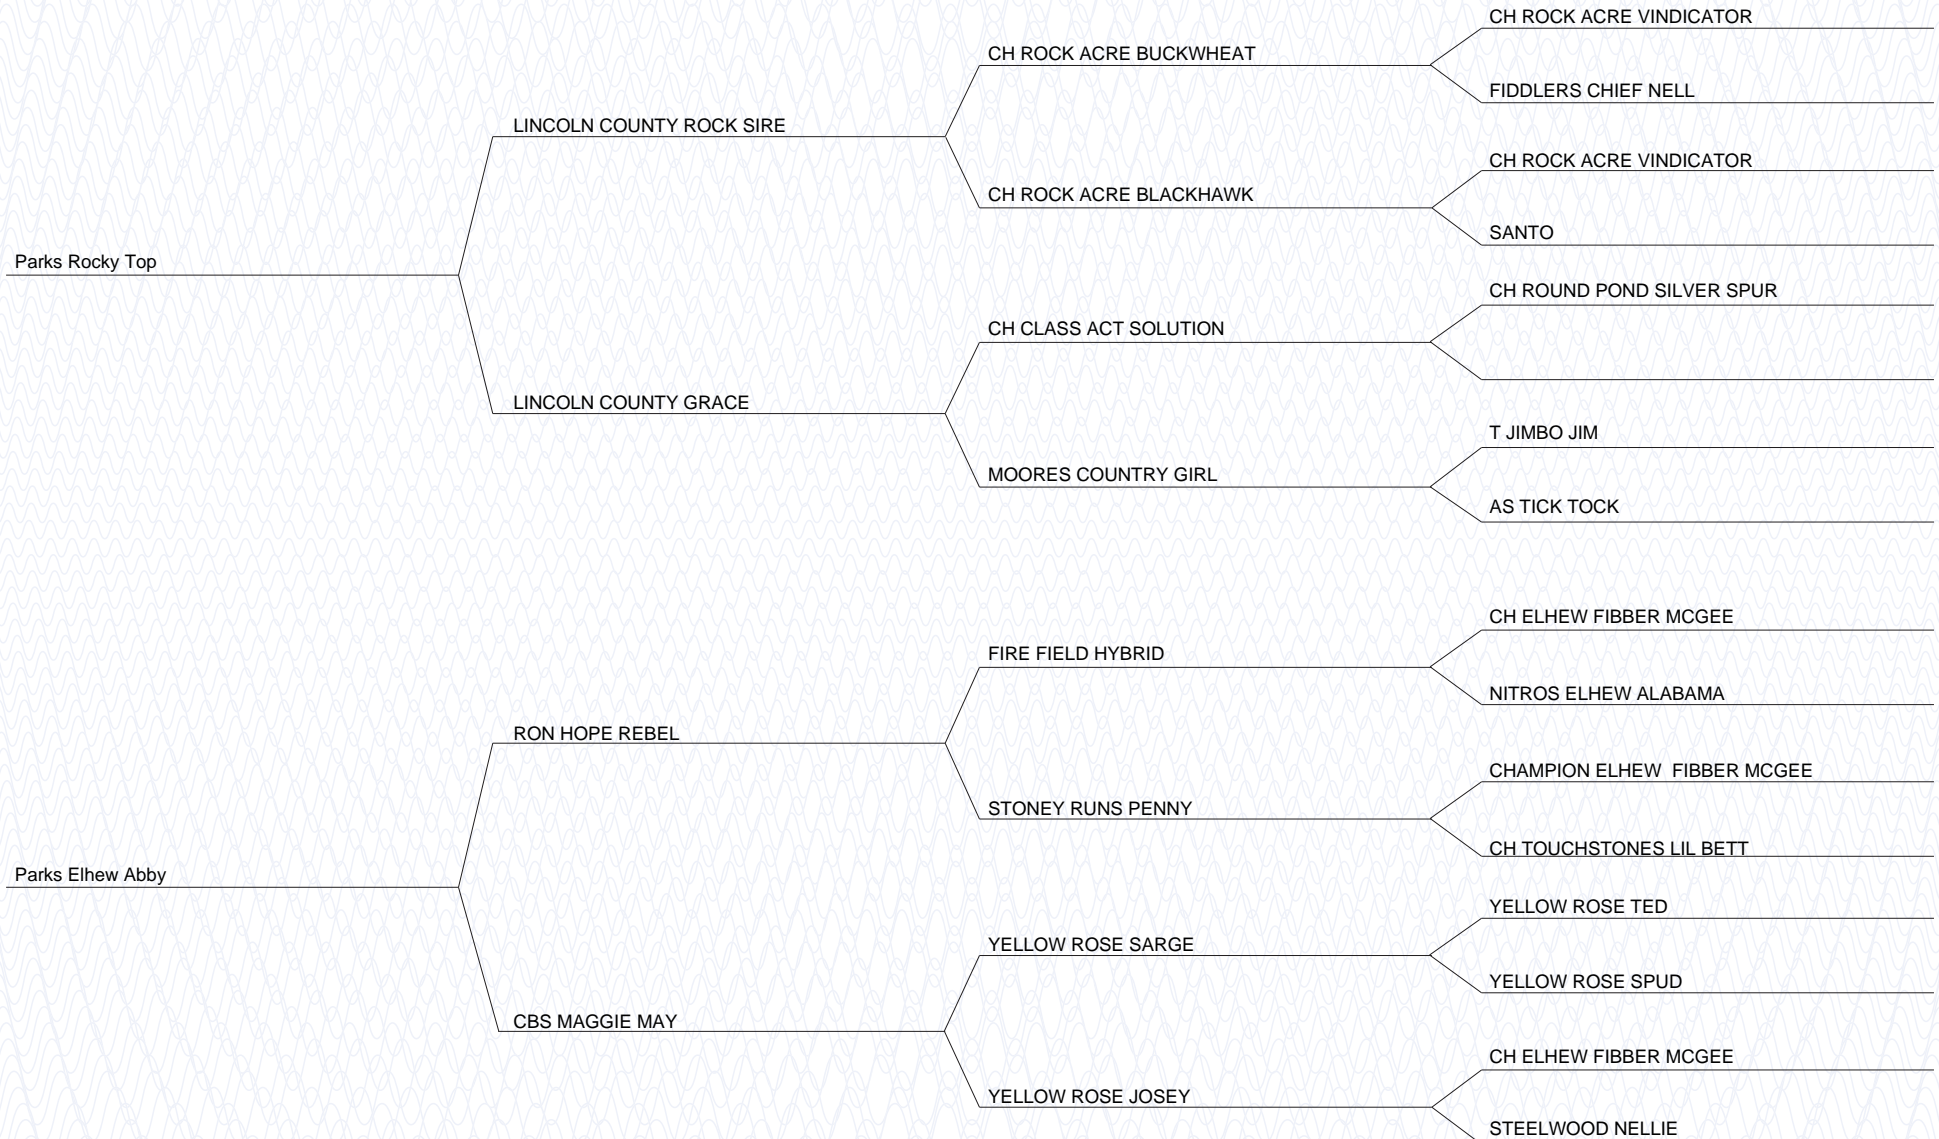 CH ROCK ACRE VINDICATOR
CH ROCK ACRE BUCKWHEAT
FIDDLERS CHIEF NELL
LINCOLN COUNTY ROCK SIRE
CH ROCK ACRE VINDICATOR
CH ROCK ACRE BLACKHAWK
SANTO
Parks Rocky Top
CH ROUND POND SILVER SPUR
CH CLASS ACT SOLUTION
LINCOLN COUNTY GRACE
T JIMBO JIM
MOORES COUNTRY GIRL
AS TICK TOCK
CH ELHEW FIBBER MCGEE
FIRE FIELD HYBRID
NITROS ELHEW ALABAMA
RON HOPE REBEL
CHAMPION ELHEW  FIBBER MCGEE
STONEY RUNS PENNY
CH TOUCHSTONES LIL BETT
Parks Elhew Abby
YELLOW ROSE TED
YELLOW ROSE SARGE
YELLOW ROSE SPUD
CBS MAGGIE MAY
CH ELHEW FIBBER MCGEE
YELLOW ROSE JOSEY
STEELWOOD NELLIE